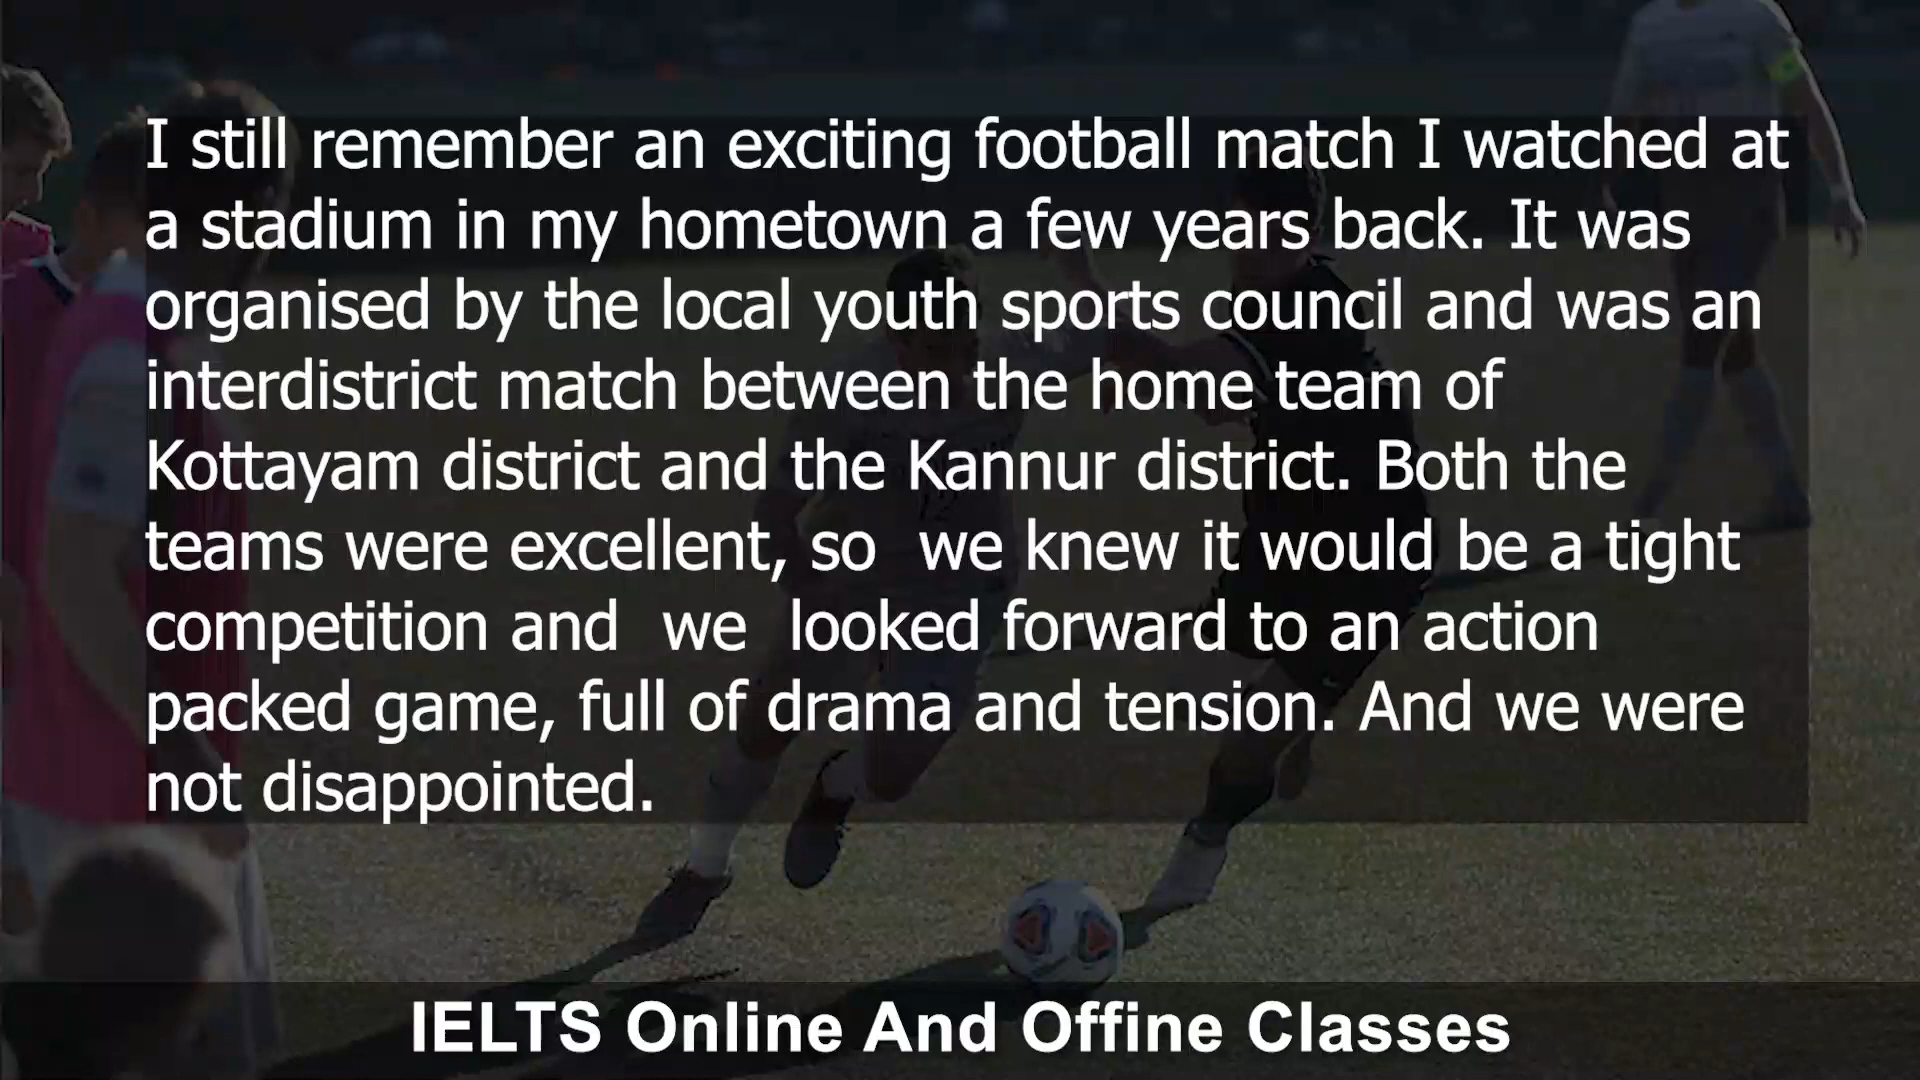 I still remember an exciting football match I watched at
a stadium in my hometown a few years back. It was
organised by the local youth sports council and was an
interdistrict match between the home team of
Kottayam district and the Kannur district. Both the
teams were excellent, so  we knew it would be a tight
competition and  we  looked forward to an action
packed game, full of drama and tension. And we were
not disappointed.
12
IELTS Online And Offine Classes